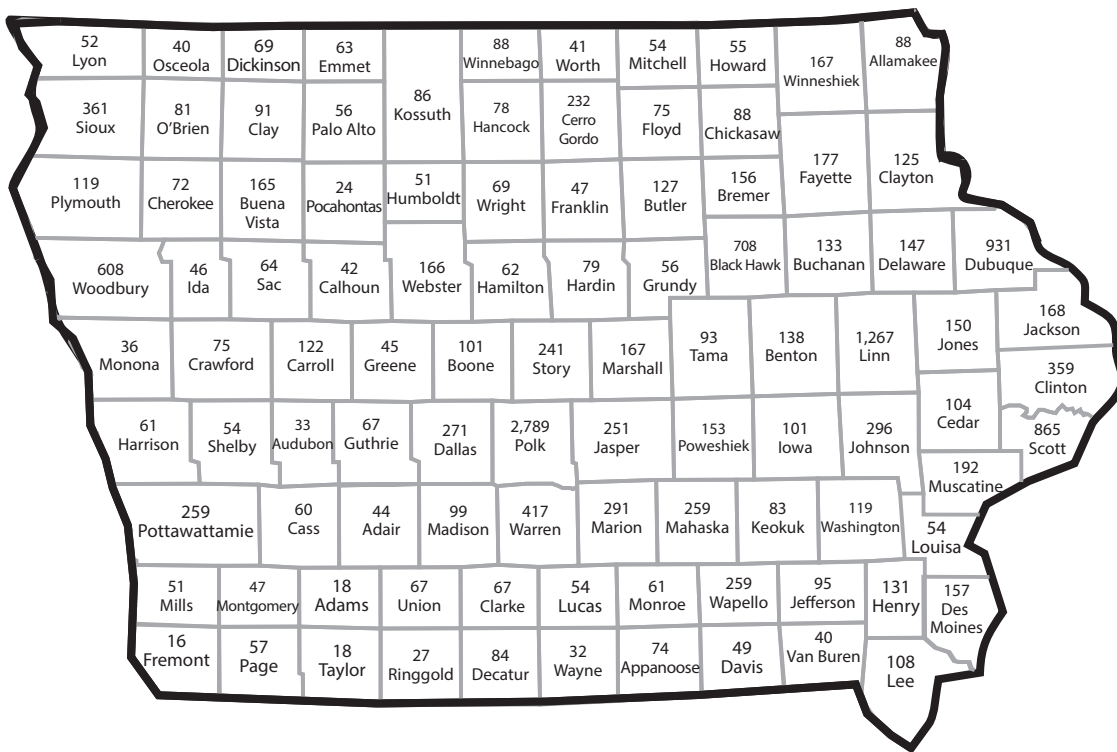 52
Lyon
40
Osceola
69
Dickinson
63
Emmet
86
Kossuth
88
Winnebago
41
Worth
54
Mitchell
55
Howard
167
Winneshiek
88
Allamakee
361
Sioux
81
O'Brien
91
Clay
56
Palo Alto
78
Hancock
232
Cerro
Gordo
75
Floyd
88
Chickasaw
177
Fayette
125
Clayton
119
Plymouth
72
Cherokee
165
Buena
Vista
24
Pocahontas
51
Humboldt
69
Wright
47
Franklin
127
Butler
156
Bremer
608
Woodbury
46
Ida
64
Sac
42
Calhoun
166
Webster
62
Hamilton
79
Hardin
56
Grundy
708
Black Hawk
133
Buchanan
147
Delaware
931
Dubuque
36
Monona
75
Crawford
122
Carroll
45
Greene
101
Boone
241
Story
167
Marshall
93
Tama
138
Benton
1,267
Linn
150
Jones
168
Jackson
359
Clinton
61
Harrison
54
Shelby
33
Audubon
67
Guthrie
271
Dallas
2,789
Polk
251
Jasper
153
Poweshiek
101
Iowa
296
Johnson
104
Cedar
865
Scott
192
Muscatine
259
Pottawattamie
60
Cass
44
Adair
99
Madison
417
Warren
291
Marion
259
Mahaska
83
Keokuk
119
Washington
54
Louisa
51
Mills
47
Montgomery
18
Adams
67
Union
67
Clarke
54
Lucas
61
Monroe
259
Wapello
95
Jefferson
131
Henry
157
Des
Moines
16
Fremont
57
Page
18
Taylor
27
Ringgold
84
Decatur
32
Wayne
74
Appanoose
49
Davis
40
Van Buren
108
Lee